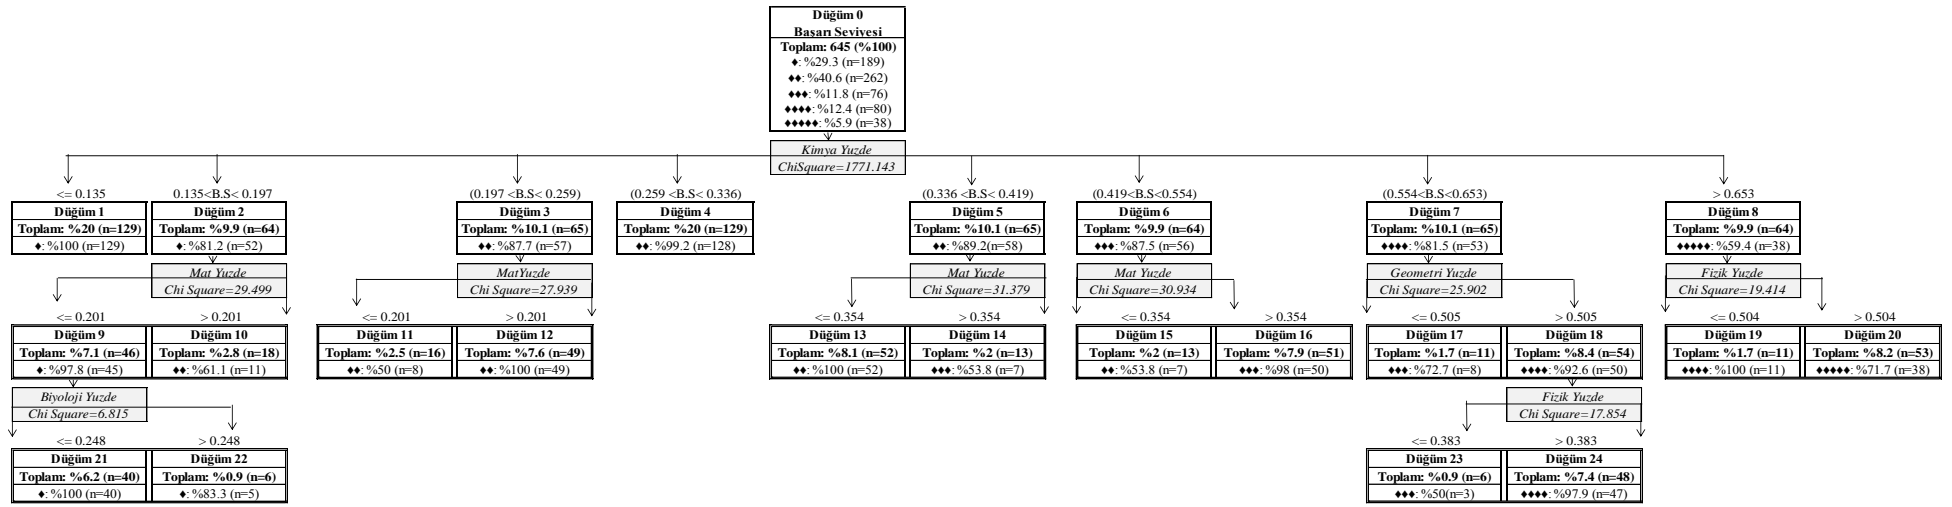 Düğüm 0
Başarı Seviyesi
Toplam: 645 (%100)
♦: %29.3 (n=189)
♦♦: %40.6 (n=262)
♦♦♦: %11.8 (n=76)
♦♦♦♦: %12.4 (n=80)
♦♦♦♦♦: %5.9 (n=38)
Kimya Yuzde
ChiSquare=1771.143
<= 0.135
Düğüm 1
Toplam: %20 (n=129)
♦: %100 (n=129)
0.135<B.S< 0.197
Düğüm 2
Toplam: %9.9 (n=64)
♦: %81.2 (n=52)
Mat Yuzde
Chi Square=29.499
(0.197 <B.S< 0.259)
Düğüm 3
Toplam: %10.1 (n=65)
♦♦: %87.7 (n=57)
MatYuzde
Chi Square=27.939
(0.259 <B.S< 0.336)
Düğüm 4
Toplam: %20 (n=129)
♦♦: %99.2 (n=128)
(0.336 <B.S< 0.419)
Düğüm 5
Toplam: %10.1 (n=65)
♦♦: %89.2(n=58)
Mat Yuzde
Chi Square=31.379
(0.419<B.S<0.554)
Düğüm 6
Toplam: %9.9 (n=64)
♦♦♦: %87.5 (n=56)
Mat Yuzde
Chi Square=30.934
(0.554<B.S<0.653)
Düğüm 7
Toplam: %10.1 (n=65)
♦♦♦♦: %81.5 (n=53)
Geometri Yuzde
Chi Square=25.902
> 0.653
Düğüm 8
Toplam: %9.9 (n=64)
♦♦♦♦♦: %59.4 (n=38)
Fizik Yuzde
Chi Square=19.414
<= 0.201
Düğüm 9
Toplam: %7.1 (n=46)
♦: %97.8 (n=45)
Biyoloji Yuzde
Chi Square=6.815
> 0.201
Düğüm 10
Toplam: %2.8 (n=18)
♦♦: %61.1 (n=11)
<= 0.201
Düğüm 11
Toplam: %2.5 (n=16)
♦♦: %50 (n=8)
> 0.201
Düğüm 12
Toplam: %7.6 (n=49)
♦♦: %100 (n=49)
<= 0.354
Düğüm 13
Toplam: %8.1 (n=52)
♦♦: %100 (n=52)
> 0.354
Düğüm 14
Toplam: %2 (n=13)
♦♦♦: %53.8 (n=7)
<= 0.354
Düğüm 15
Toplam: %2 (n=13)
♦♦: %53.8 (n=7)
> 0.354
Düğüm 16
Toplam: %7.9 (n=51)
♦♦♦: %98 (n=50)
<= 0.505
Düğüm 17
Toplam: %1.7 (n=11)
♦♦♦: %72.7 (n=8)
> 0.505
Düğüm 18
Toplam: %8.4 (n=54)
♦♦♦♦: %92.6 (n=50)
Fizik Yuzde
Chi Square=17.854
<= 0.504
Düğüm 19
Toplam: %1.7 (n=11)
♦♦♦♦: %100 (n=11)
> 0.504
Düğüm 20
Toplam: %8.2 (n=53)
♦♦♦♦♦: %71.7 (n=38)
<= 0.248
Düğüm 21
Toplam: %6.2 (n=40)
♦: %100 (n=40)
> 0.248
Düğüm 22
Toplam: %0.9 (n=6)
♦: %83.3 (n=5)
<= 0.383
Düğüm 23
Toplam: %0.9 (n=6)
♦♦♦: %50(n=3)
> 0.383
Düğüm 24
Toplam: %7.4 (n=48)
♦♦♦♦: %97.9 (n=47)